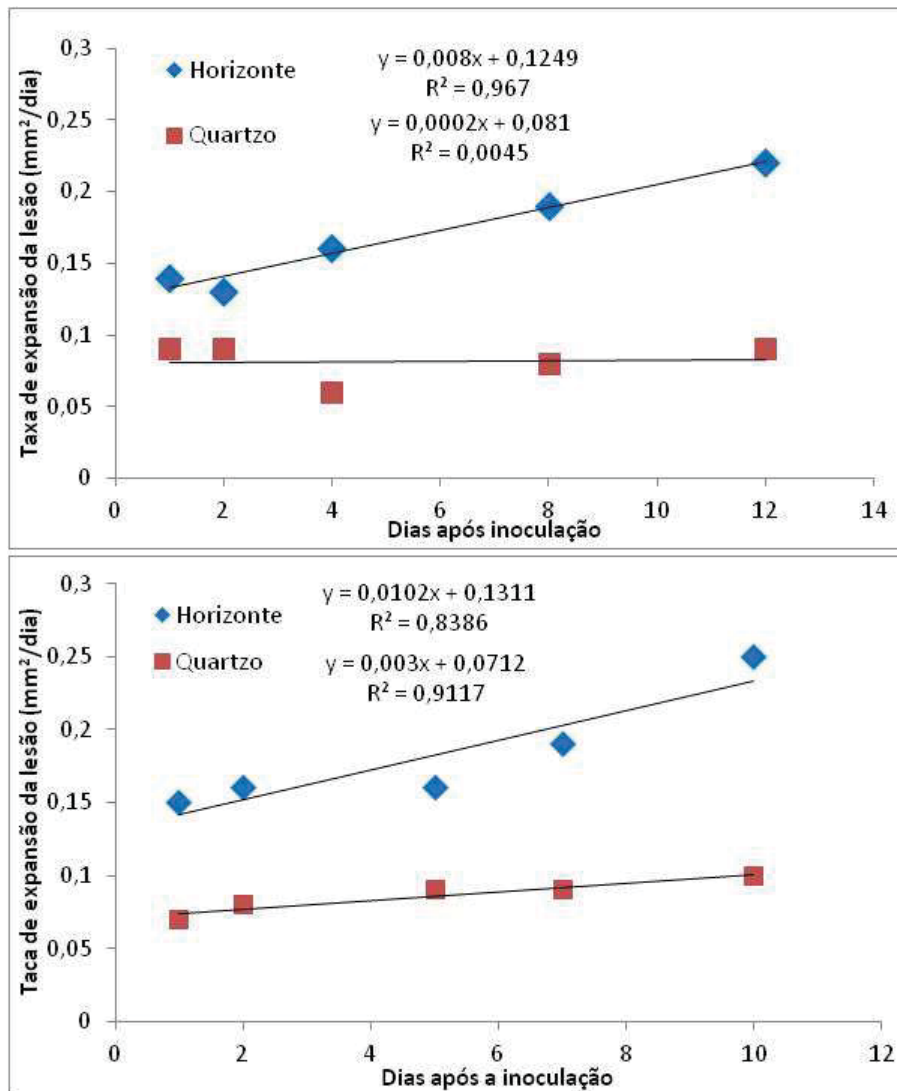 0,3
Horizonte
y = 0,008x + 0,1249
R² = 0,967
0,25
Quartzo
y = 0,0002x + 0,081
R² = 0,0045
0,2
0,15
0,1
0,05
0
Taxa de expansão da lesão (mm²/dia)
0 2 4 6 8 10 12 14
Dias após inoculação
0,3
Horizonte
y = 0,0102x + 0,1311
R² = 0,8386
0,25
Quartzo
y = 0,003x + 0,0712
R² = 0,9117
0,2
0,15
0,1
0,05
0
Taca de expansão da lesão (mm²/dia)
0 2 4 6 8 10 12
Dias após a inoculação